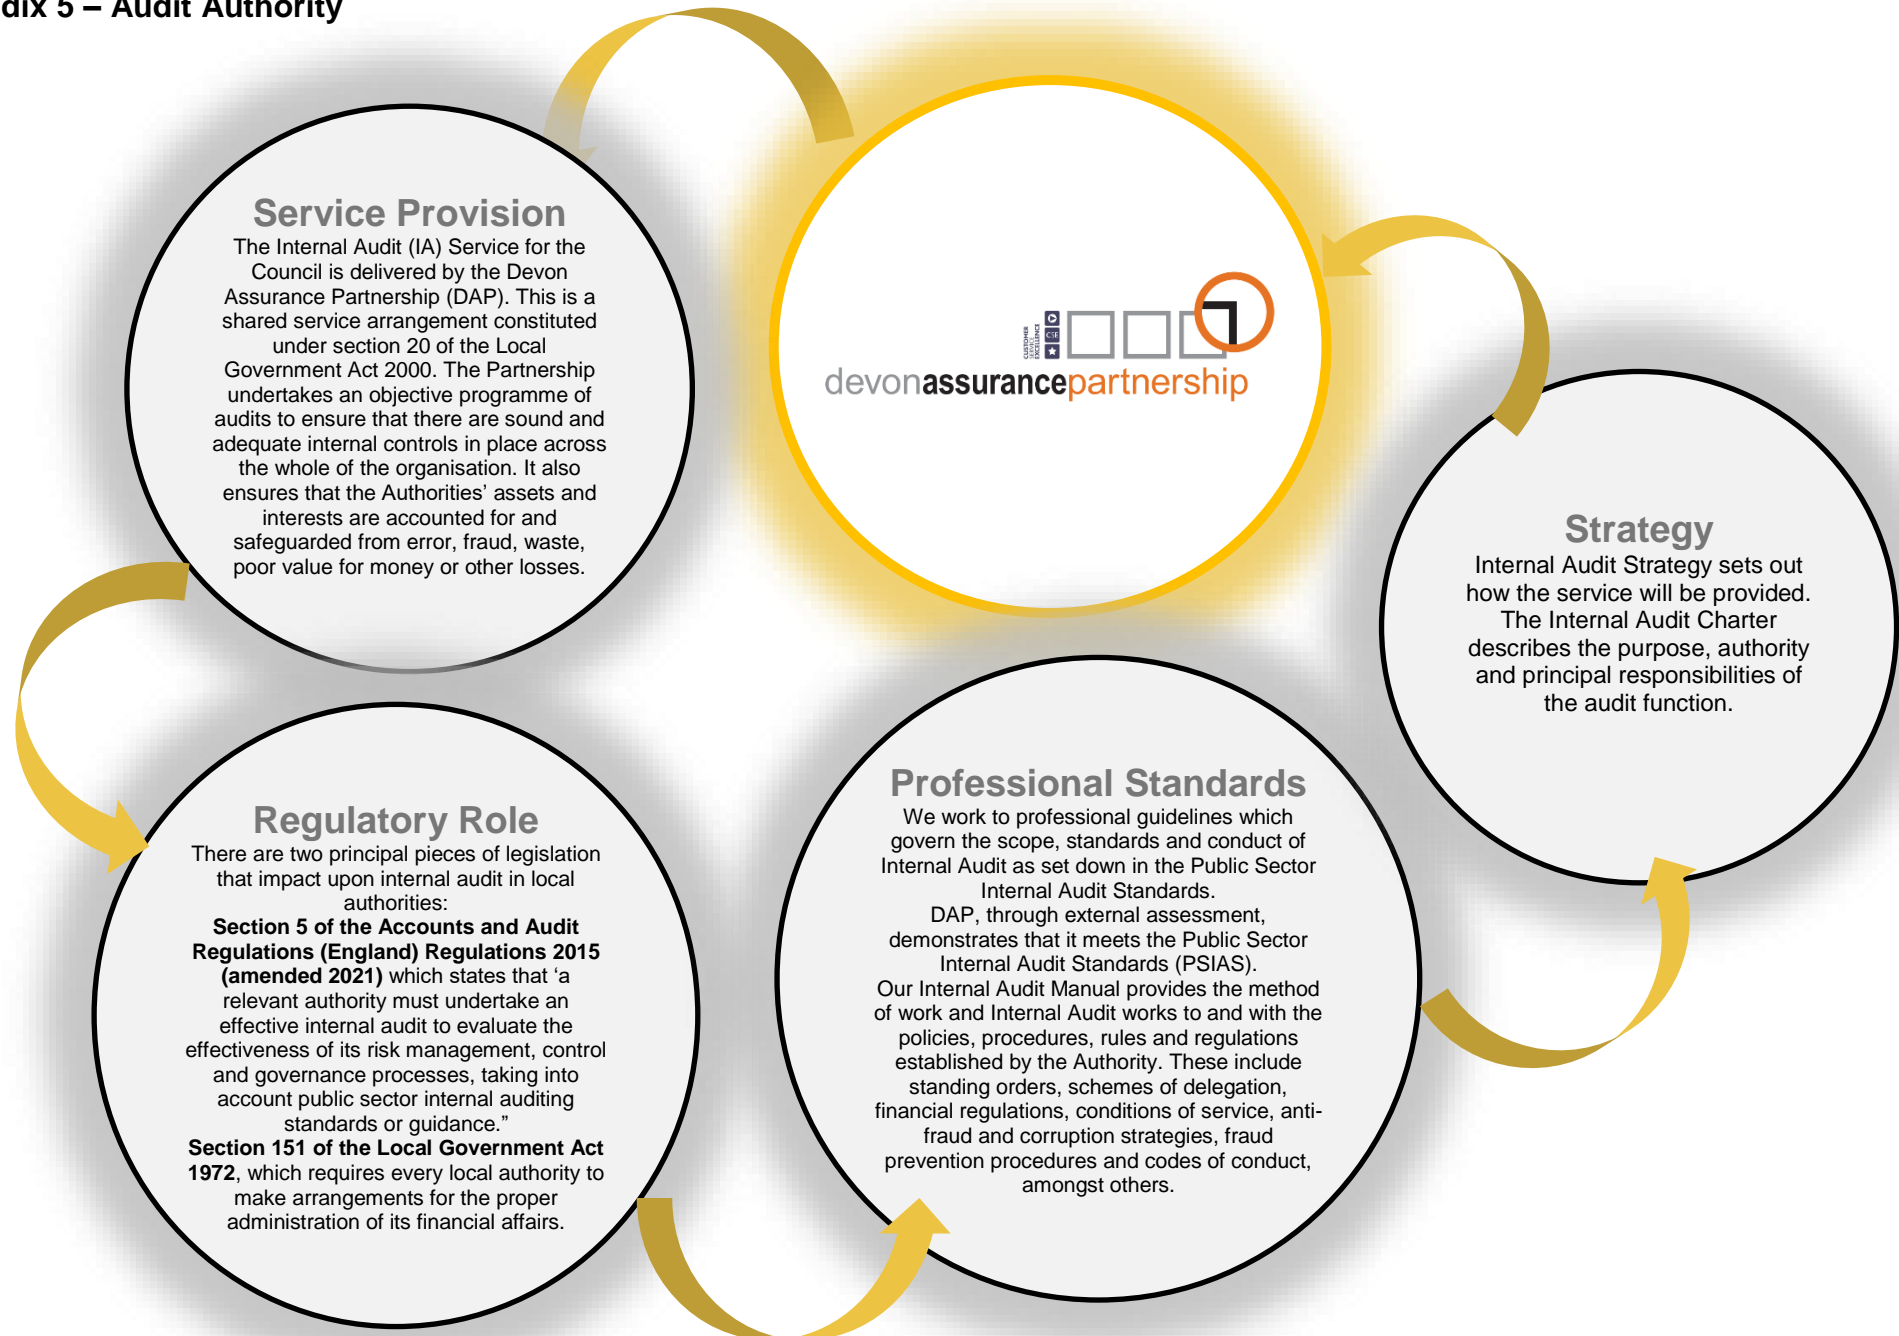 dix 5 – Audit Authority
Service Provision
The Internal Audit (IA) Service for the
Council is delivered by the Devon
Assurance Partnership (DAP). This is a
shared service arrangement constituted
under section 20 of the Local
Government Act 2000. The Partnership
undertakes an objective programme of
audits to ensure that there are sound and
adequate internal controls in place across
the whole of the organisation. It also
ensures that the Authorities’ assets and
interests are accounted for and
safeguarded from error, fraud, waste,
poor value for money or other losses.
CUSTOMER
SERVICE
EXCELLENCE
CSE
devonassurancepartnership
Regulatory Role
There are two principal pieces of legislation
that impact upon internal audit in local
authorities:
Section 5 of the Accounts and Audit
Regulations (England) Regulations 2015
(amended 2021) which states that ‘a
relevant authority must undertake an
effective internal audit to evaluate the
effectiveness of its risk management, control
and governance processes, taking into
account public sector internal auditing
standards or guidance.”
Section 151 of the Local Government Act
1972, which requires every local authority to
make arrangements for the proper
administration of its financial affairs.
Professional Standards
We work to professional guidelines which
govern the scope, standards and conduct of
Internal Audit as set down in the Public Sector
Internal Audit Standards.
DAP, through external assessment,
demonstrates that it meets the Public Sector
Internal Audit Standards (PSIAS).
Our Internal Audit Manual provides the method
of work and Internal Audit works to and with the
policies, procedures, rules and regulations
established by the Authority. These include
standing orders, schemes of delegation,
financial regulations, conditions of service, anti-
fraud and corruption strategies, fraud
prevention procedures and codes of conduct,
amongst others.
Strategy
Internal Audit Strategy sets out
how the service will be provided.
The Internal Audit Charter
describes the purpose, authority
and principal responsibilities of
the audit function.